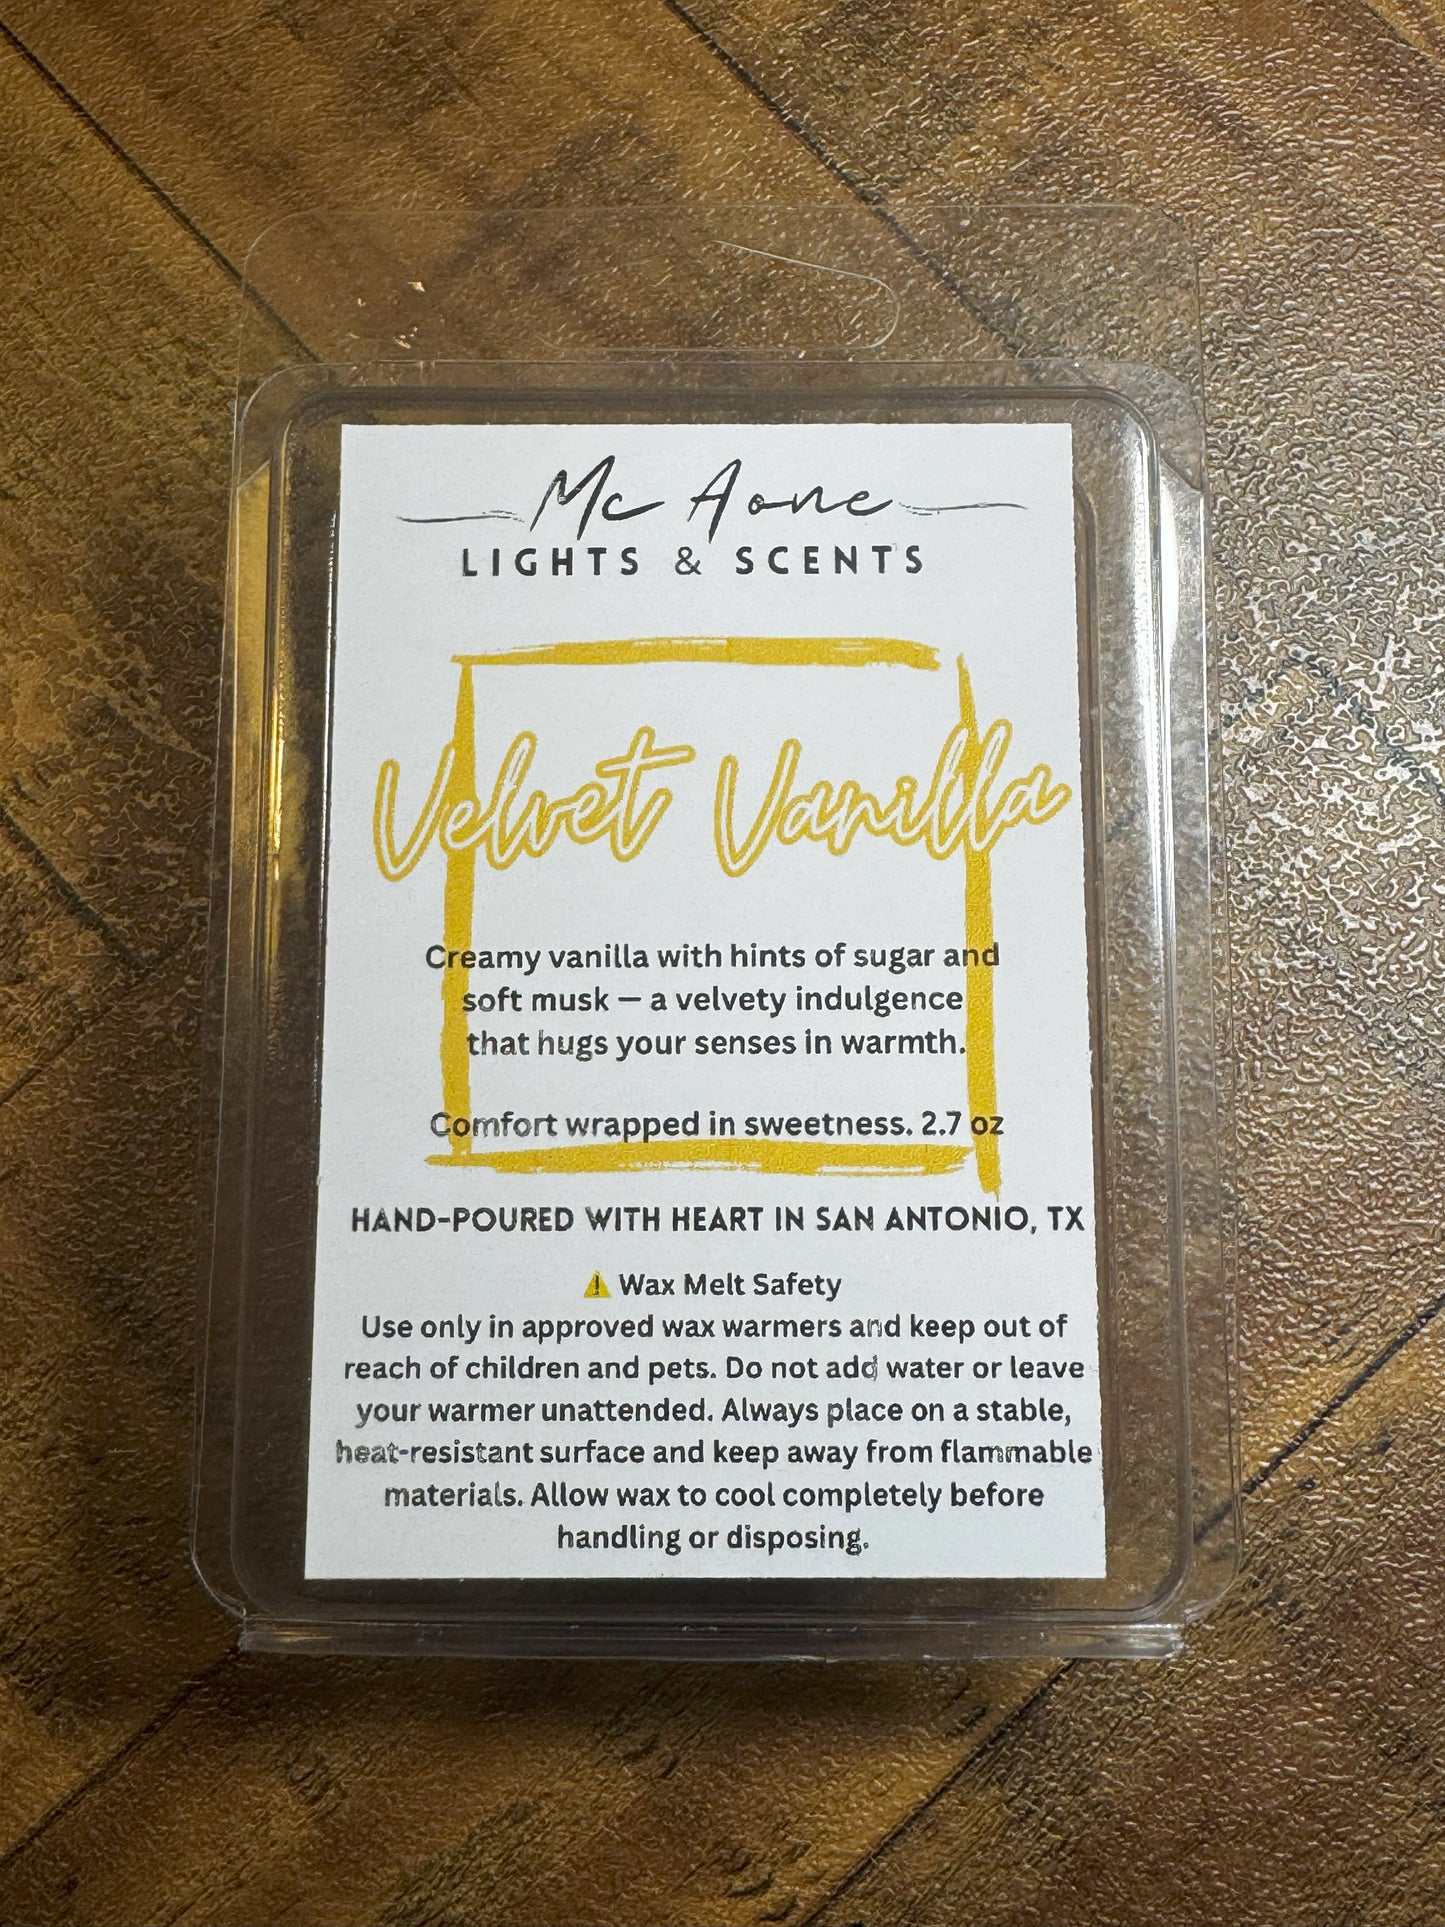 Mc Aone
LIGHTS & SCENTS
Velvet Vanilla
Creamy vanilla with hints of sugar and
soft musk — a velvety indulgence
that hugs your senses in warmth.
Comfort wrapped in sweetness. 2.7 oz
HAND-POURED WITH HEART IN SAN ANTONIO, TX
⚠ Wax Melt Safety
Use only in approved wax warmers and keep out of
reach of children and pets. Do not add water or leave
your warmer unattended. Always place on a stable,
heat-resistant surface and keep away from flammable
materials. Allow wax to cool completely before
handling or disposing.